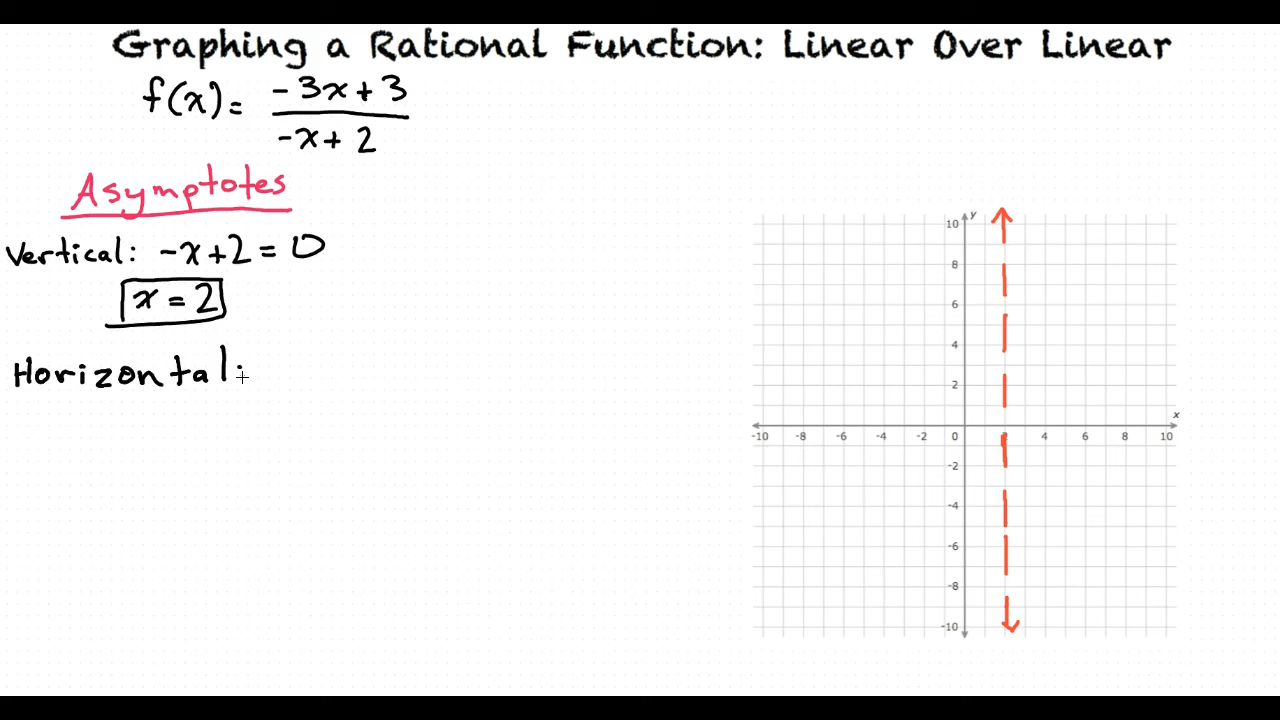 Graphing a Rational Function: Linear Over Linear
f(x) = -3x + 3
-x + 2
Asymptotes
Vertical: -x + 2 = 0
x = 2
Horizontal:
y
10
8
6
4
2
x
-10 -8 -6 -4 -2 0 2 4 6 8 10
-2
-4
-6
-8
-10